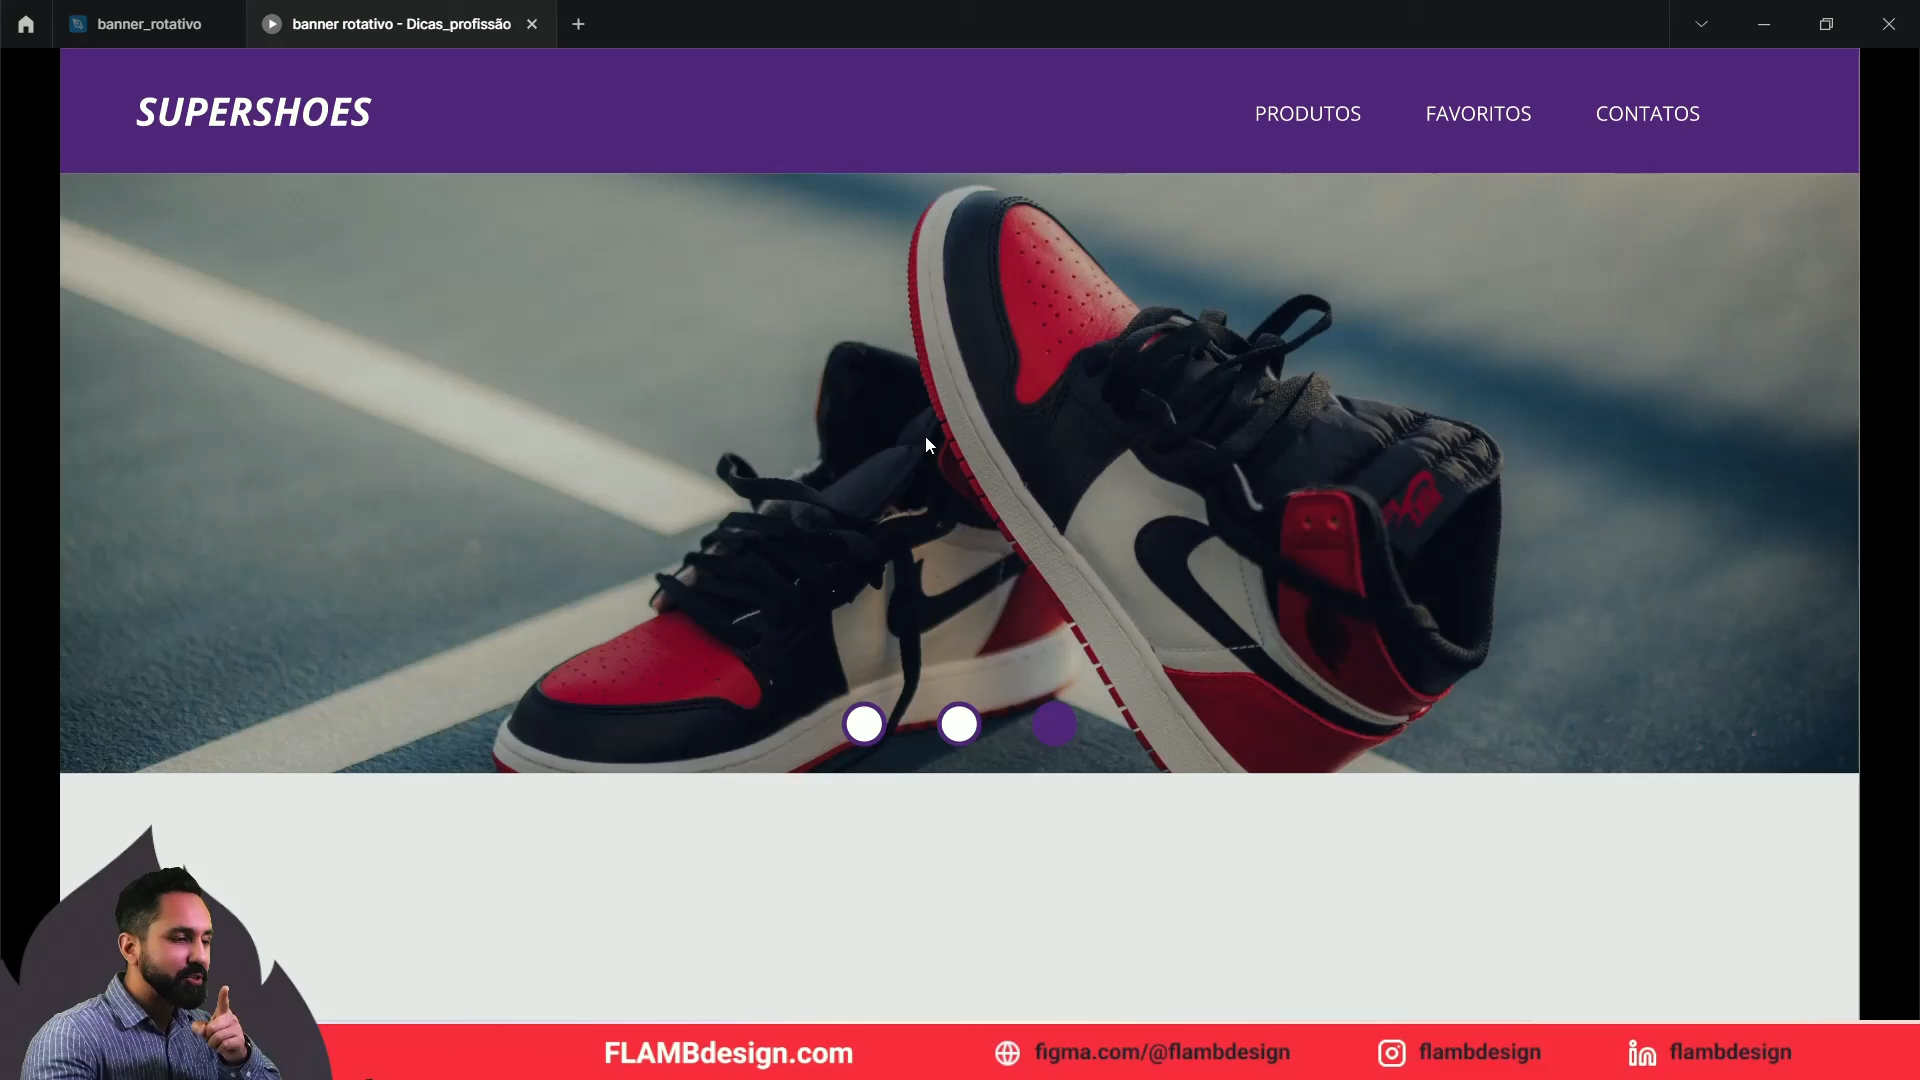 banner_rotativo
banner rotativo - Dicas_profissão
SUPERSHOES
PRODUTOS
FAVORITOS
CONTATOS
FLAMBdesign.com
figma.com/@flambdesign
flambdesign
flambdesign